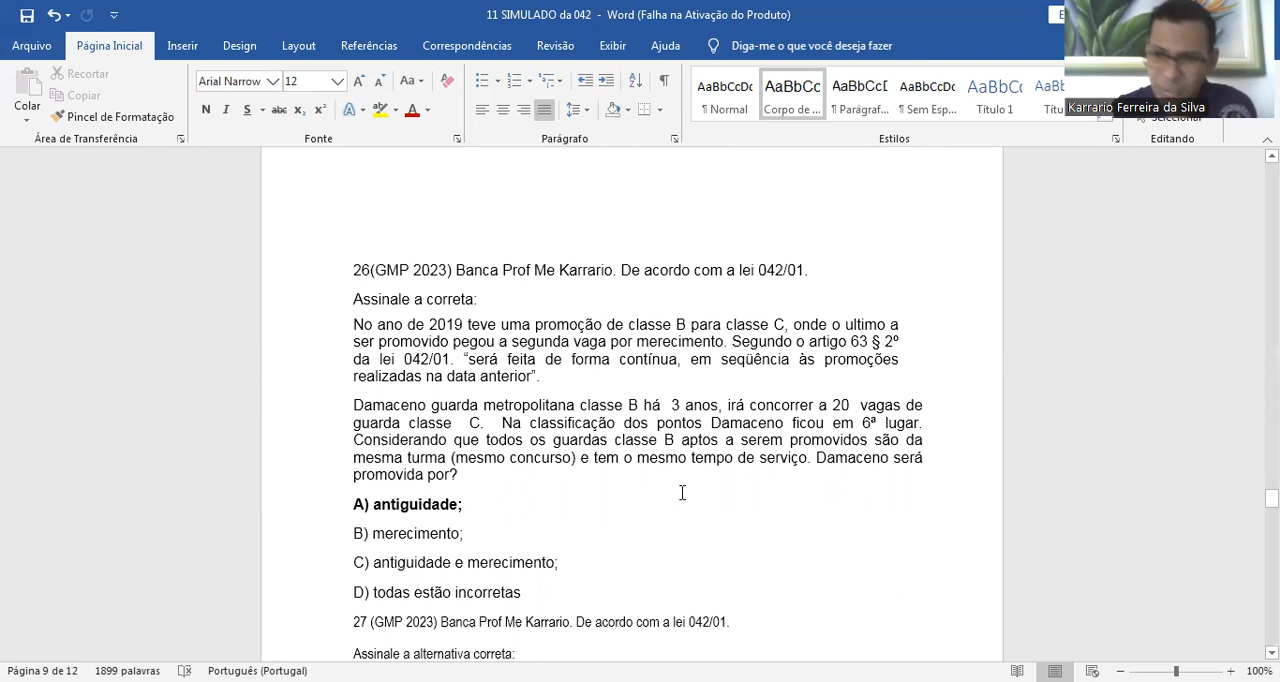 11 SIMULADO da 042 - Word (Falha na Ativação do Produto)
Arquivo Página Inicial Inserir Design Layout Referências Correspondências Revisão Exibir Ajuda Diga-me o que você deseja fazer
Colar
Recortar
Copiar
Pincel de Formatação
Área de Transferência
Arial Narrow 12
N I S abc x₂ x²
Fonte
Parágrafo
AaBbCcDc AaBbCc AaBbCcD AaBbCcDc AaBbCc AaBb
¶ Normal Corpo de ... ¶ Parágraf... ¶ Sem Esp... Título 1 Título
Estilos
Karrario Ferreira da Silva
Selecionar
Editando
26(GMP 2023) Banca Prof Me Karrario. De acordo com a lei 042/01.
Assinale a correta:
No ano de 2019 teve uma promoção de classe B para classe C, onde o ultimo a
ser promovido pegou a segunda vaga por merecimento. Segundo o artigo 63 § 2º
da lei 042/01. “será feita de forma contínua, em seqüência às promoções
realizadas na data anterior”.
Damaceno guarda metropolitana classe B há 3 anos, irá concorrer a 20 vagas de
guarda classe C. Na classificação dos pontos Damaceno ficou em 6ª lugar.
Considerando que todos os guardas classe B aptos a serem promovidos são da
mesma turma (mesmo concurso) e tem o mesmo tempo de serviço. Damaceno será
promovida por?
A) antiguidade;
B) merecimento;
C) antiguidade e merecimento;
D) todas estão incorretas
27 (GMP 2023) Banca Prof Me Karrario. De acordo com a lei 042/01.
Assinale a alternativa correta:
Página 9 de 12 1899 palavras Português (Portugal) 100%